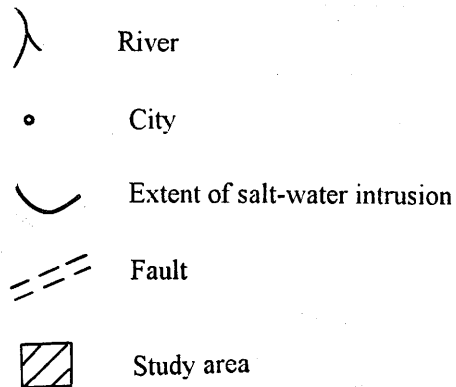 River
City
Extent of salt-water intrusion
Fault
Study area